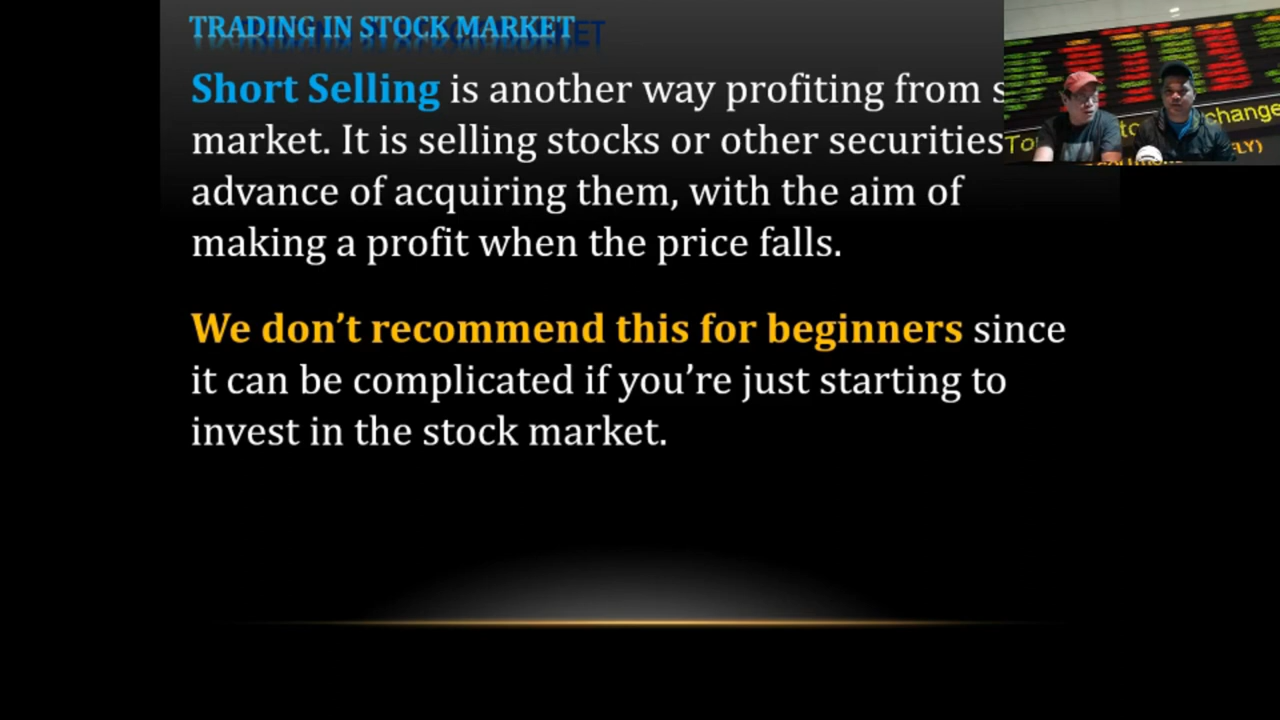 TRADING IN STOCK MARKET
Short Selling is another way profiting from
market. It is selling stocks or other securities
advance of acquiring them, with the aim of
making a profit when the price falls.
We don’t recommend this for beginners since
it can be complicated if you’re just starting to
invest in the stock market.